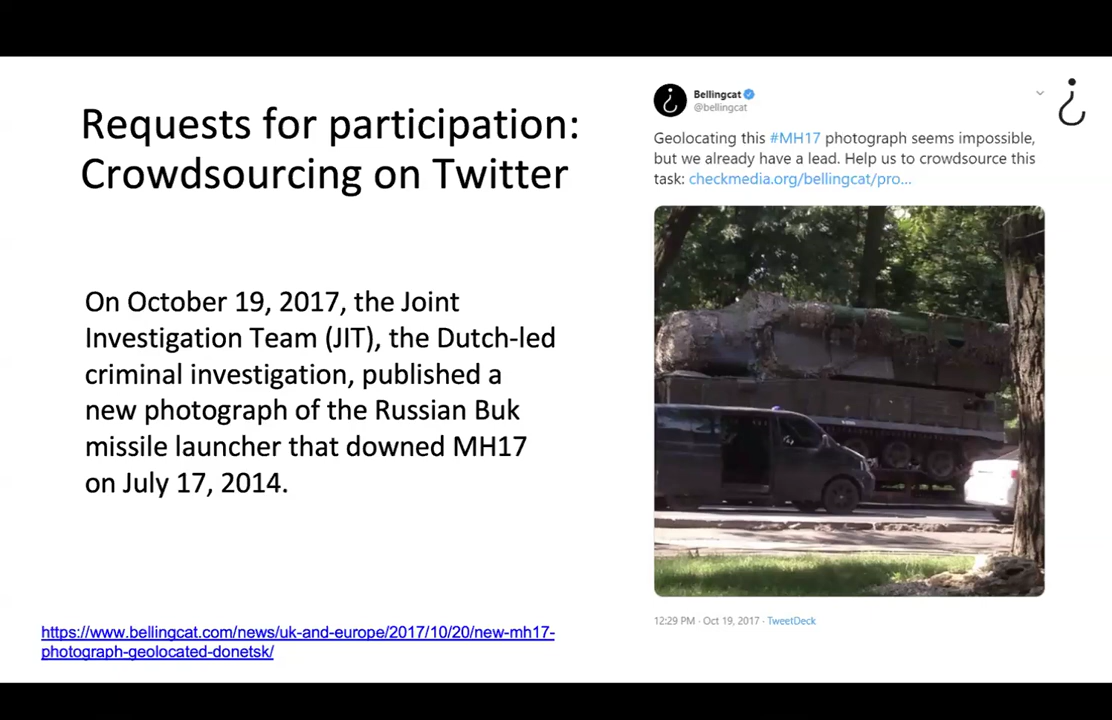 Requests for participation:
Crowdsourcing on Twitter
On October 19, 2017, the Joint
Investigation Team (JIT), the Dutch-led
criminal investigation, published a
new photograph of the Russian Buk
missile launcher that downed MH17
on July 17, 2014.
https://www.bellingcat.com/news/uk-and-europe/2017/10/20/new-mh17-
photograph-geolocated-donetsk/
Bellingcat
@bellingcat
Geolocating this #MH17 photograph seems impossible,
but we already have a lead. Help us to crowdsource this
task: checkmedia.org/bellingcat/pro...
12:29 PM · Oct 19, 2017 · TweetDeck